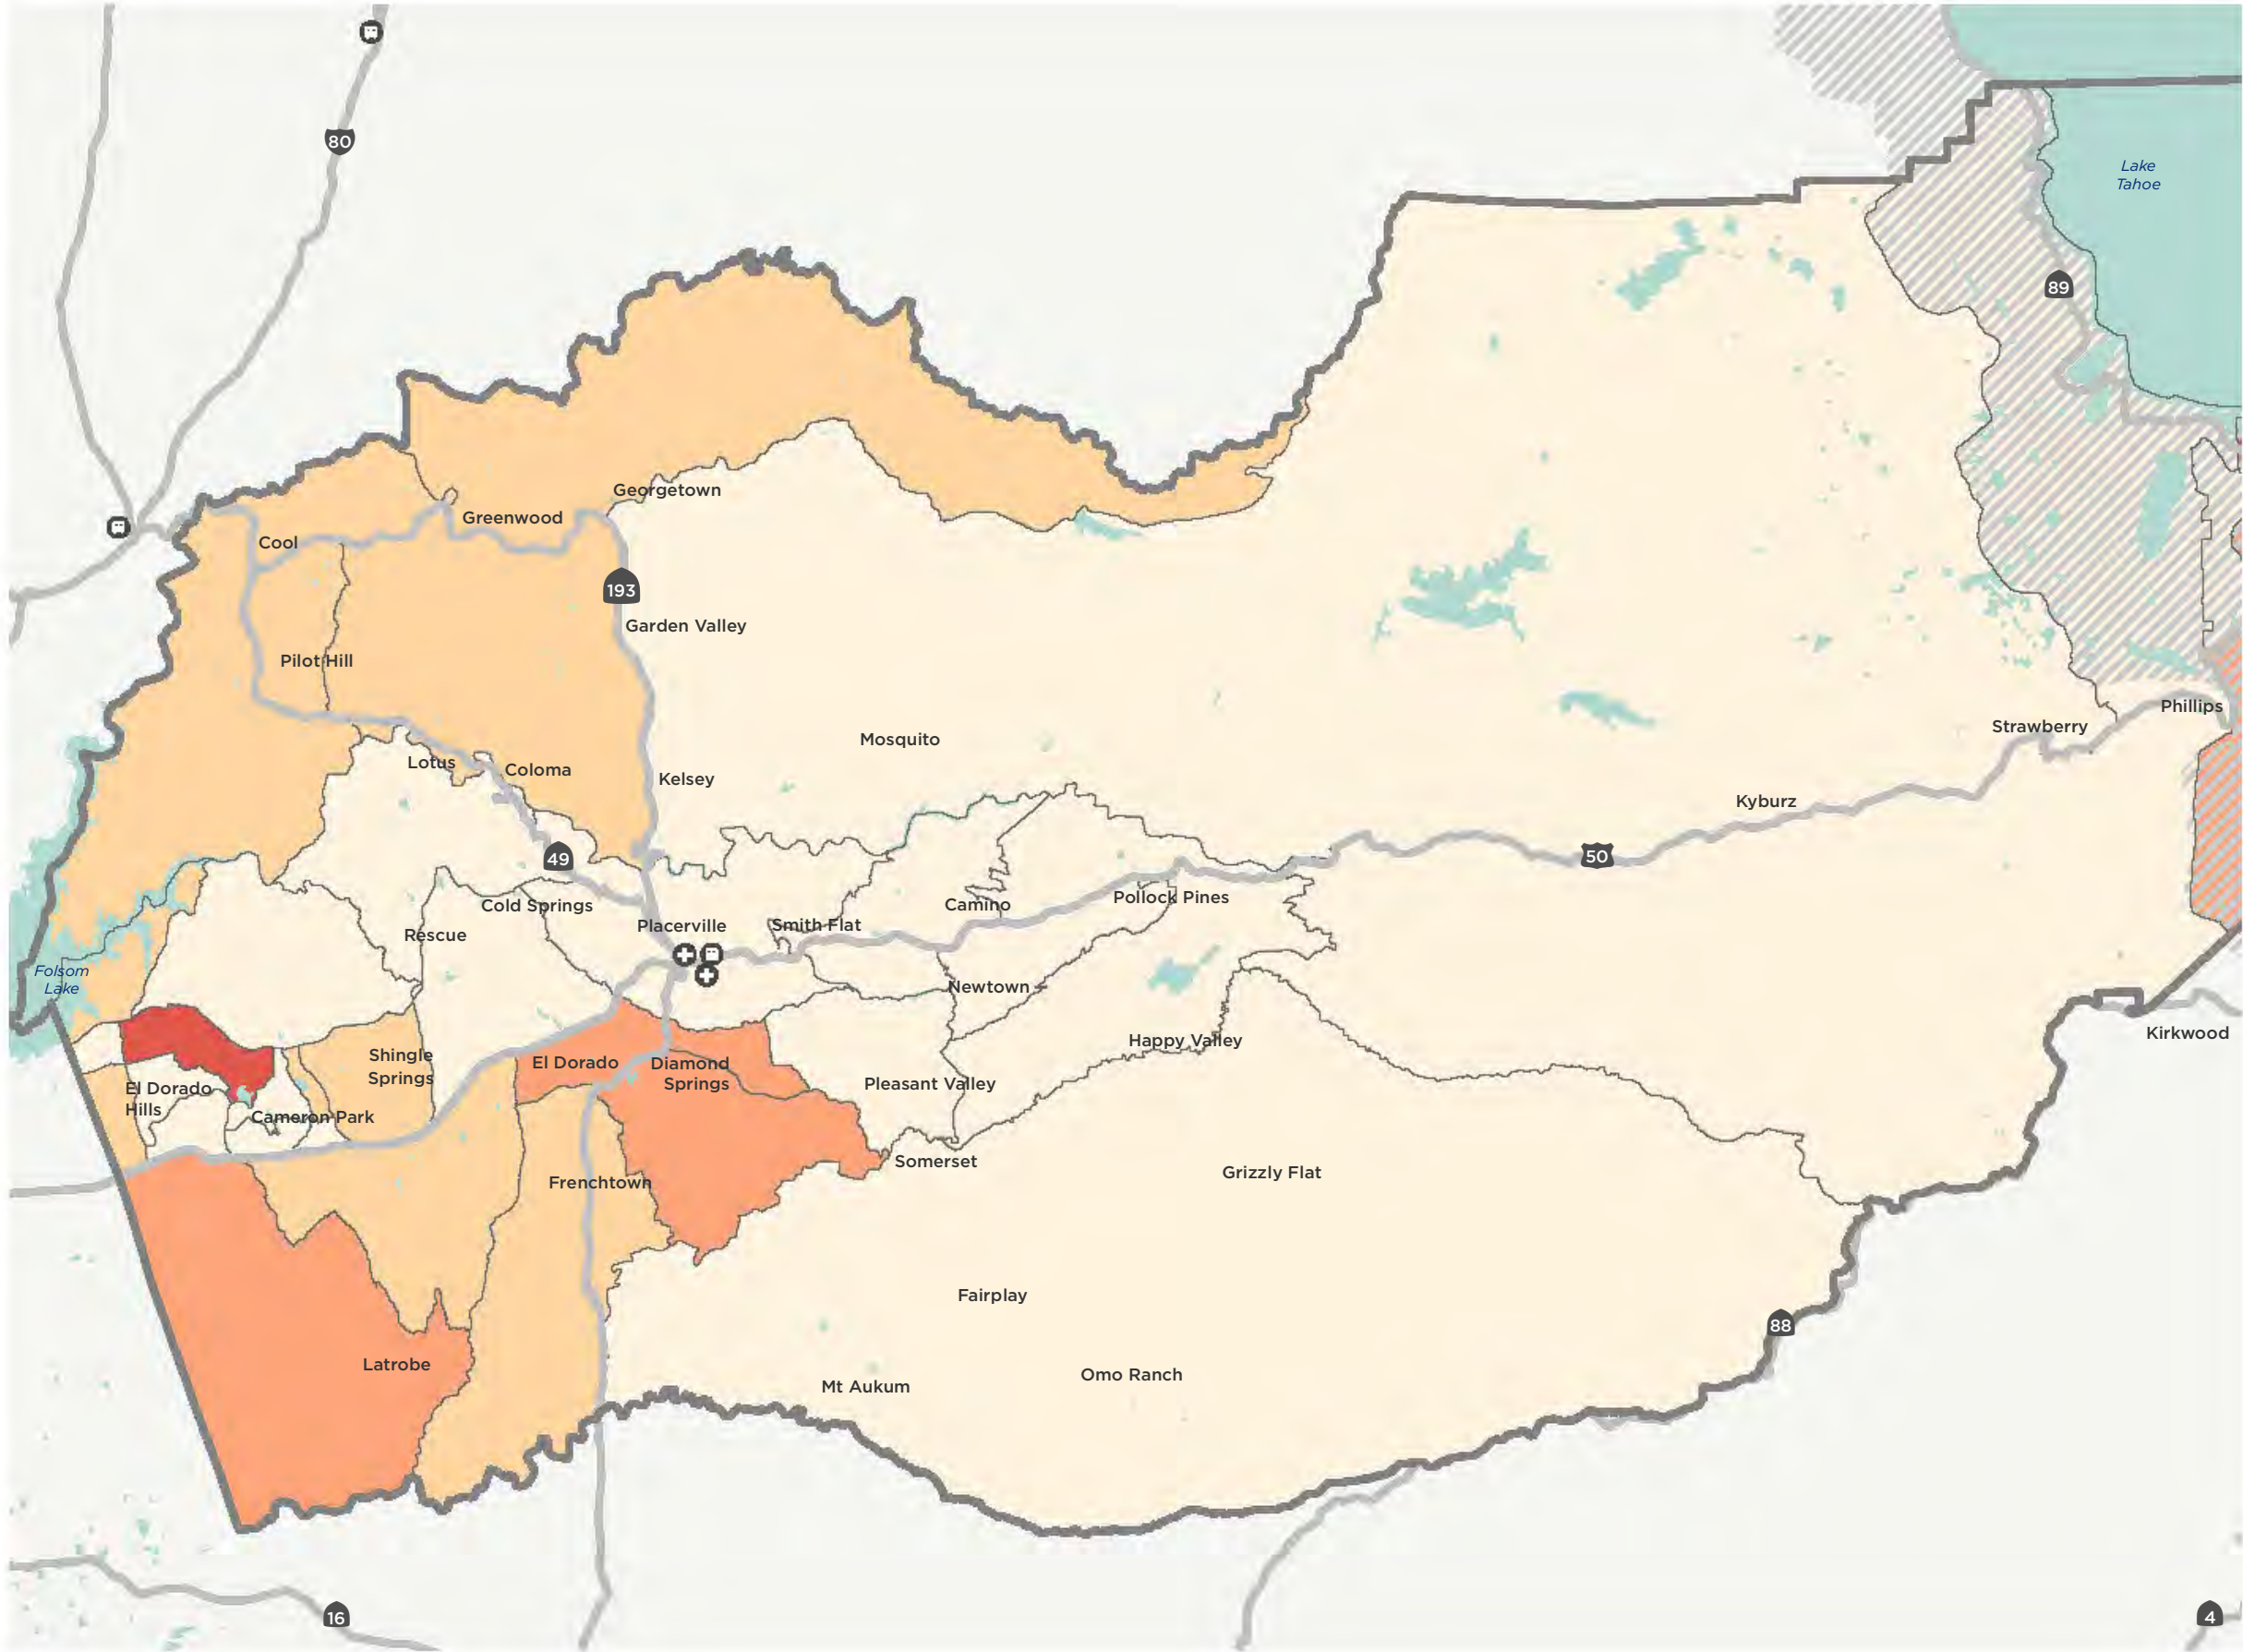 80
Lake
Tahoe
89
Georgetown
Greenwood
Cool
193
Garden Valley
Pilot Hill
Phillips
Strawberry
Mosquito
Lotus
Coloma
Kelsey
Kyburz
49
50
Pollock Pines
Cold Springs
Camino
Placerville
Smith Flat
Rescue
Folsom
Lake
Newtown
Kirkwood
Happy Valley
Shingle
Springs
El Dorado
Diamond
Springs
Pleasant Valley
El Dorado
Hills
Cameron Park
Somerset
Grizzly Flat
Frenchtown
Fairplay
88
Latrobe
Omo Ranch
Mt Aukum
16
4